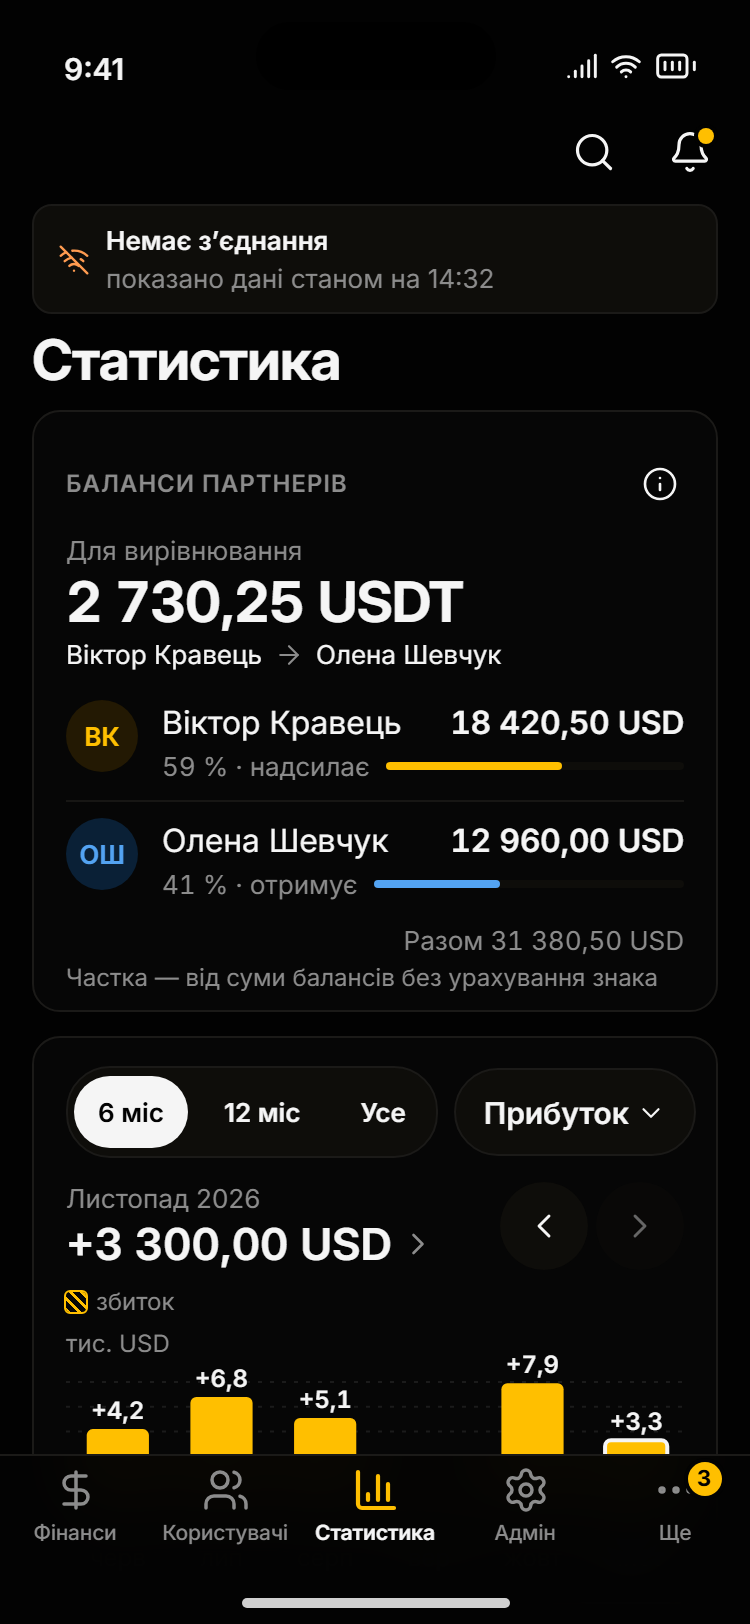 9:41
Немає з’єднання
показано дані станом на 14:32
Статистика
БАЛАНСИ ПАРТНЕРІВ
Для вирівнювання
2 730,25 USDT
Віктор Кравець → Олена Шевчук
ВК
Віктор Кравець 18 420,50 USD
59 % · надсилає
ОШ
Олена Шевчук 12 960,00 USD
41 % · отримує
Разом 31 380,50 USD
Частка — від суми балансів без урахування знака
6 міс 12 міс Усе Прибуток
Листопад 2026
+3 300,00 USD
збиток
тис. USD
+4,2 +6,8 +5,1 +7,9 +3,3
3
Фінанси Користувачі Статистика Адмін Ще